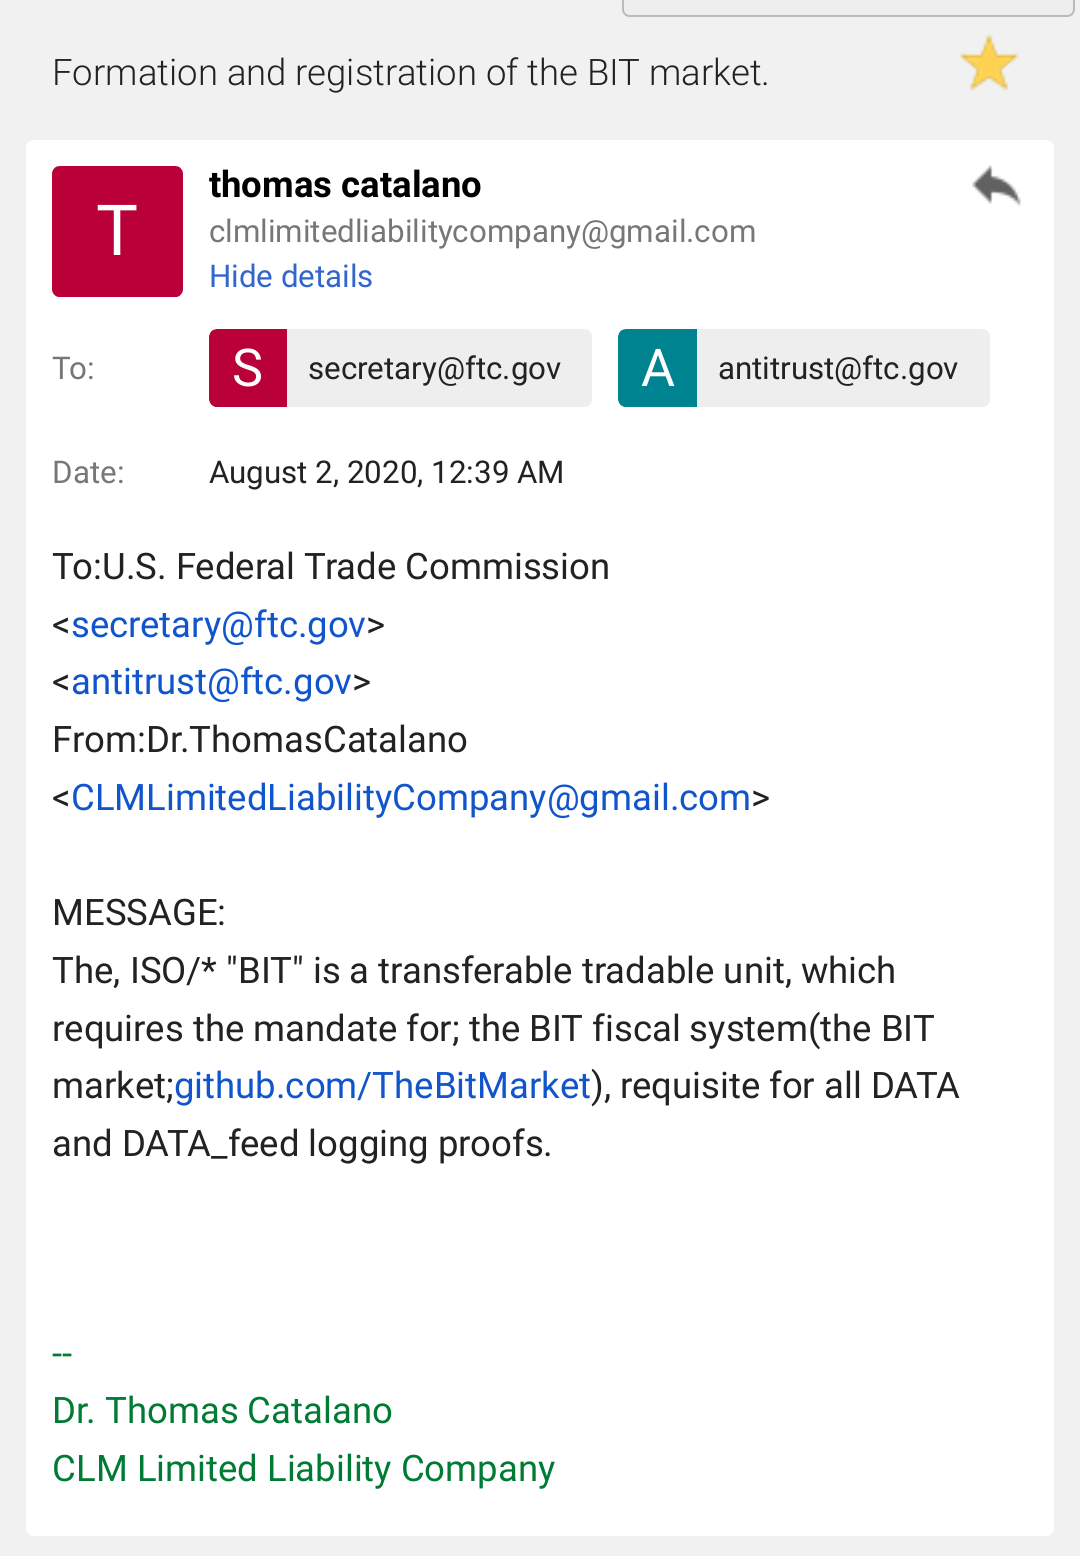 Formation and registration of the BIT market.
T
thomas catalano
clmlimitedliabilitycompany@gmail.com
Hide details
To: S secretary@ftc.gov A antitrust@ftc.gov
Date: August 2, 2020, 12:39 AM
To:U.S. Federal Trade Commission
<secretary@ftc.gov>
<antitrust@ftc.gov>
From:Dr.ThomasCatalano
<CLMLimitedLiabilityCompany@gmail.com>
MESSAGE:
The, ISO/* "BIT" is a transferable tradable unit, which
requires the mandate for; the BIT fiscal system(the BIT
market;github.com/TheBitMarket), requisite for all DATA
and DATA_feed logging proofs.
--
Dr. Thomas Catalano
CLM Limited Liability Company